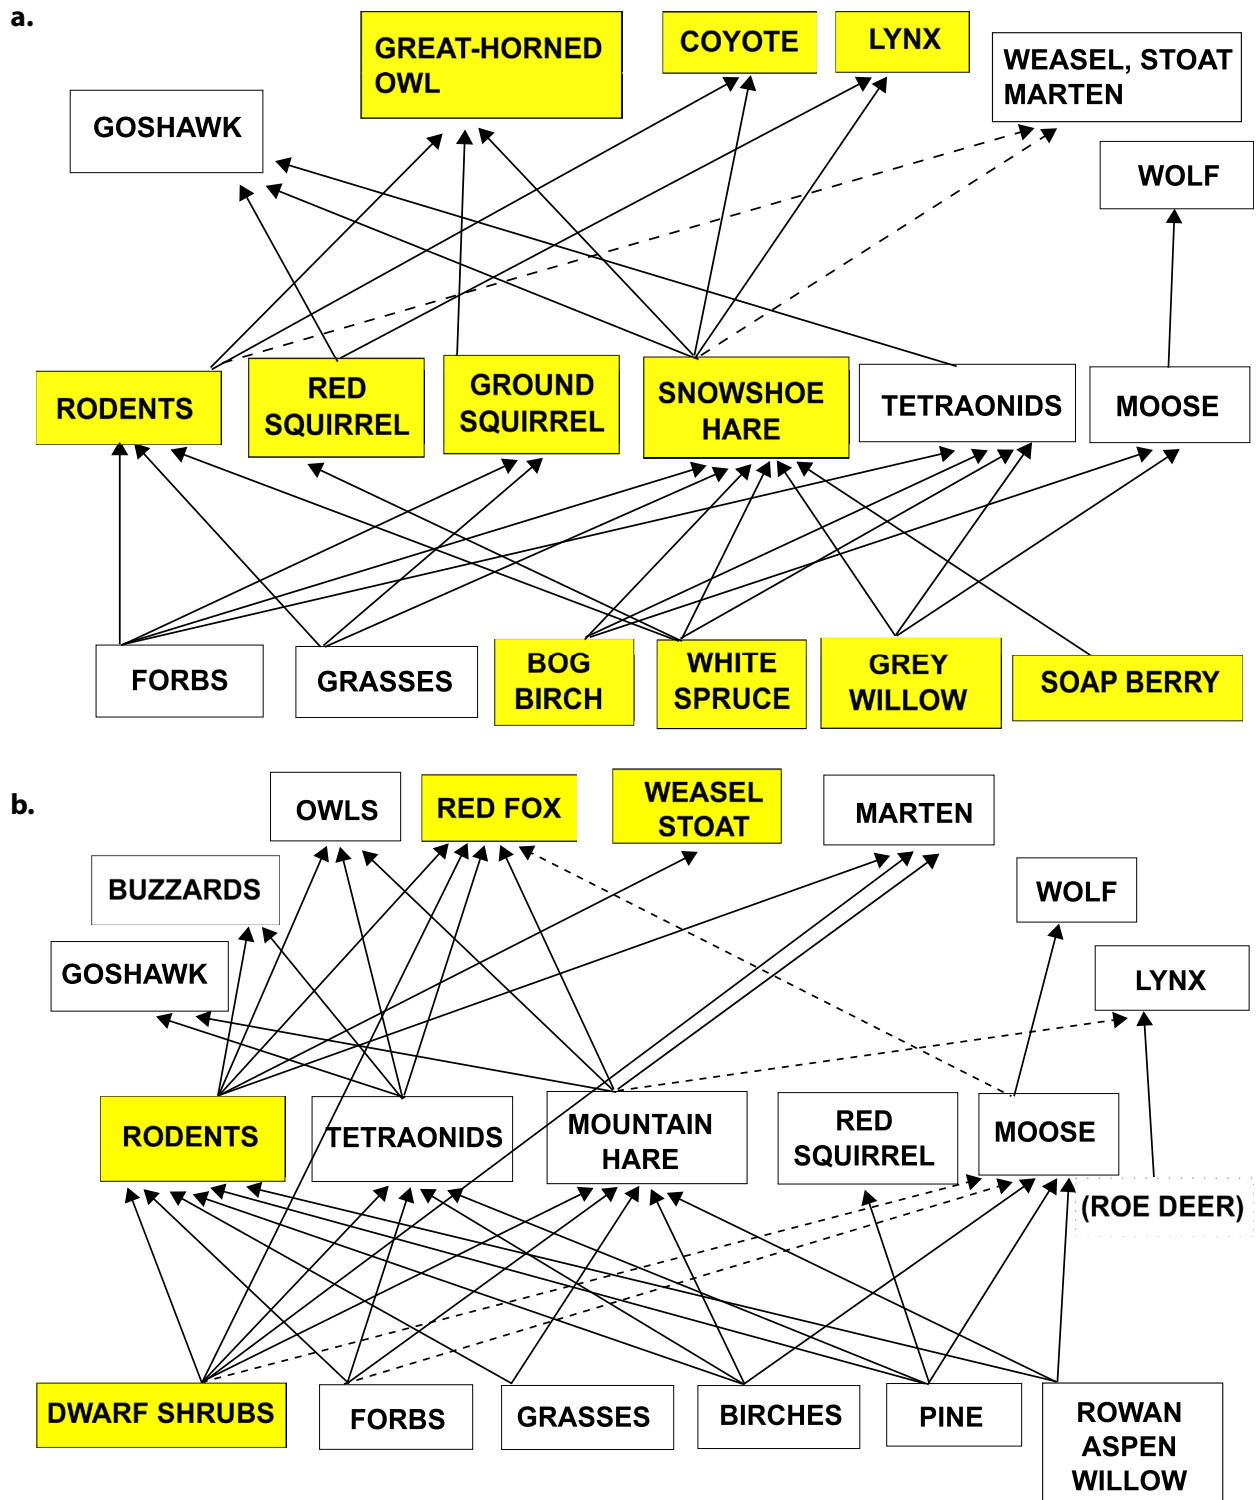 a.
GREAT-HORNED
OWL
COYOTE
LYNX
WEASEL, STOAT
MARTEN
GOSHAWK
WOLF
RODENTS
RED
SQUIRREL
GROUND
SQUIRREL
SNOWSHOE
HARE
TETRAONIDS
MOOSE
FORBS
GRASSES
BOG
BIRCH
WHITE
SPRUCE
GREY
WILLOW
SOAP BERRY
b.
OWLS
RED FOX
WEASEL
STOAT
MARTEN
BUZZARDS
WOLF
GOSHAWK
LYNX
RODENTS
TETRAONIDS
MOUNTAIN
HARE
RED
SQUIRREL
MOOSE
(ROE DEER)
DWARF SHRUBS
FORBS
GRASSES
BIRCHES
PINE
ROWAN
ASPEN
WILLOW